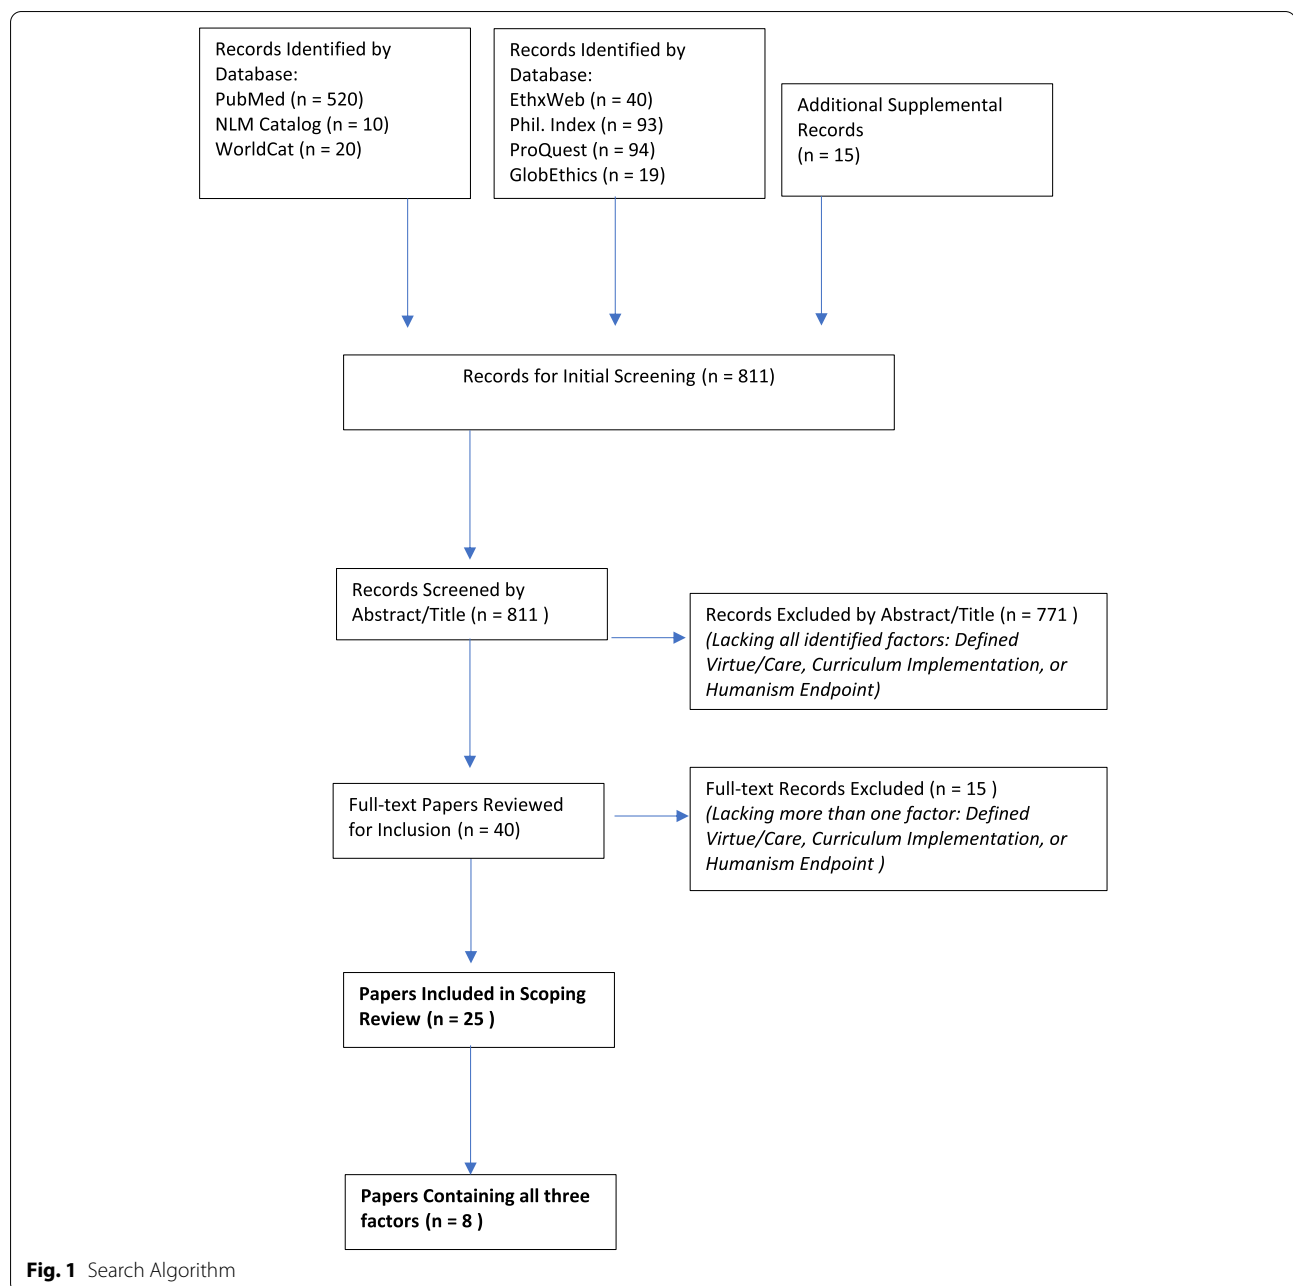 Records Identified by
Database:
PubMed (n = 520)
NLM Catalog (n = 10)
WorldCat (n = 20)
Records Identified by
Database:
EthxWeb (n = 40)
Phil. Index (n = 93)
ProQuest (n = 94)
GlobEthics (n = 19)
Additional Supplemental
Records
(n = 15)
Records for Initial Screening (n = 811)
Records Screened by
Abstract/Title (n = 811 )
Records Excluded by Abstract/Title (n = 771 )
(Lacking all identified factors: Defined
Virtue/Care, Curriculum Implementation, or
Humanism Endpoint)
Full-text Papers Reviewed
for Inclusion (n = 40)
Full-text Records Excluded (n = 15 )
(Lacking more than one factor: Defined
Virtue/Care, Curriculum Implementation, or
Humanism Endpoint )
Papers Included in Scoping
Review (n = 25 )
Papers Containing all three
factors (n = 8 )
Fig. 1 Search Algorithm